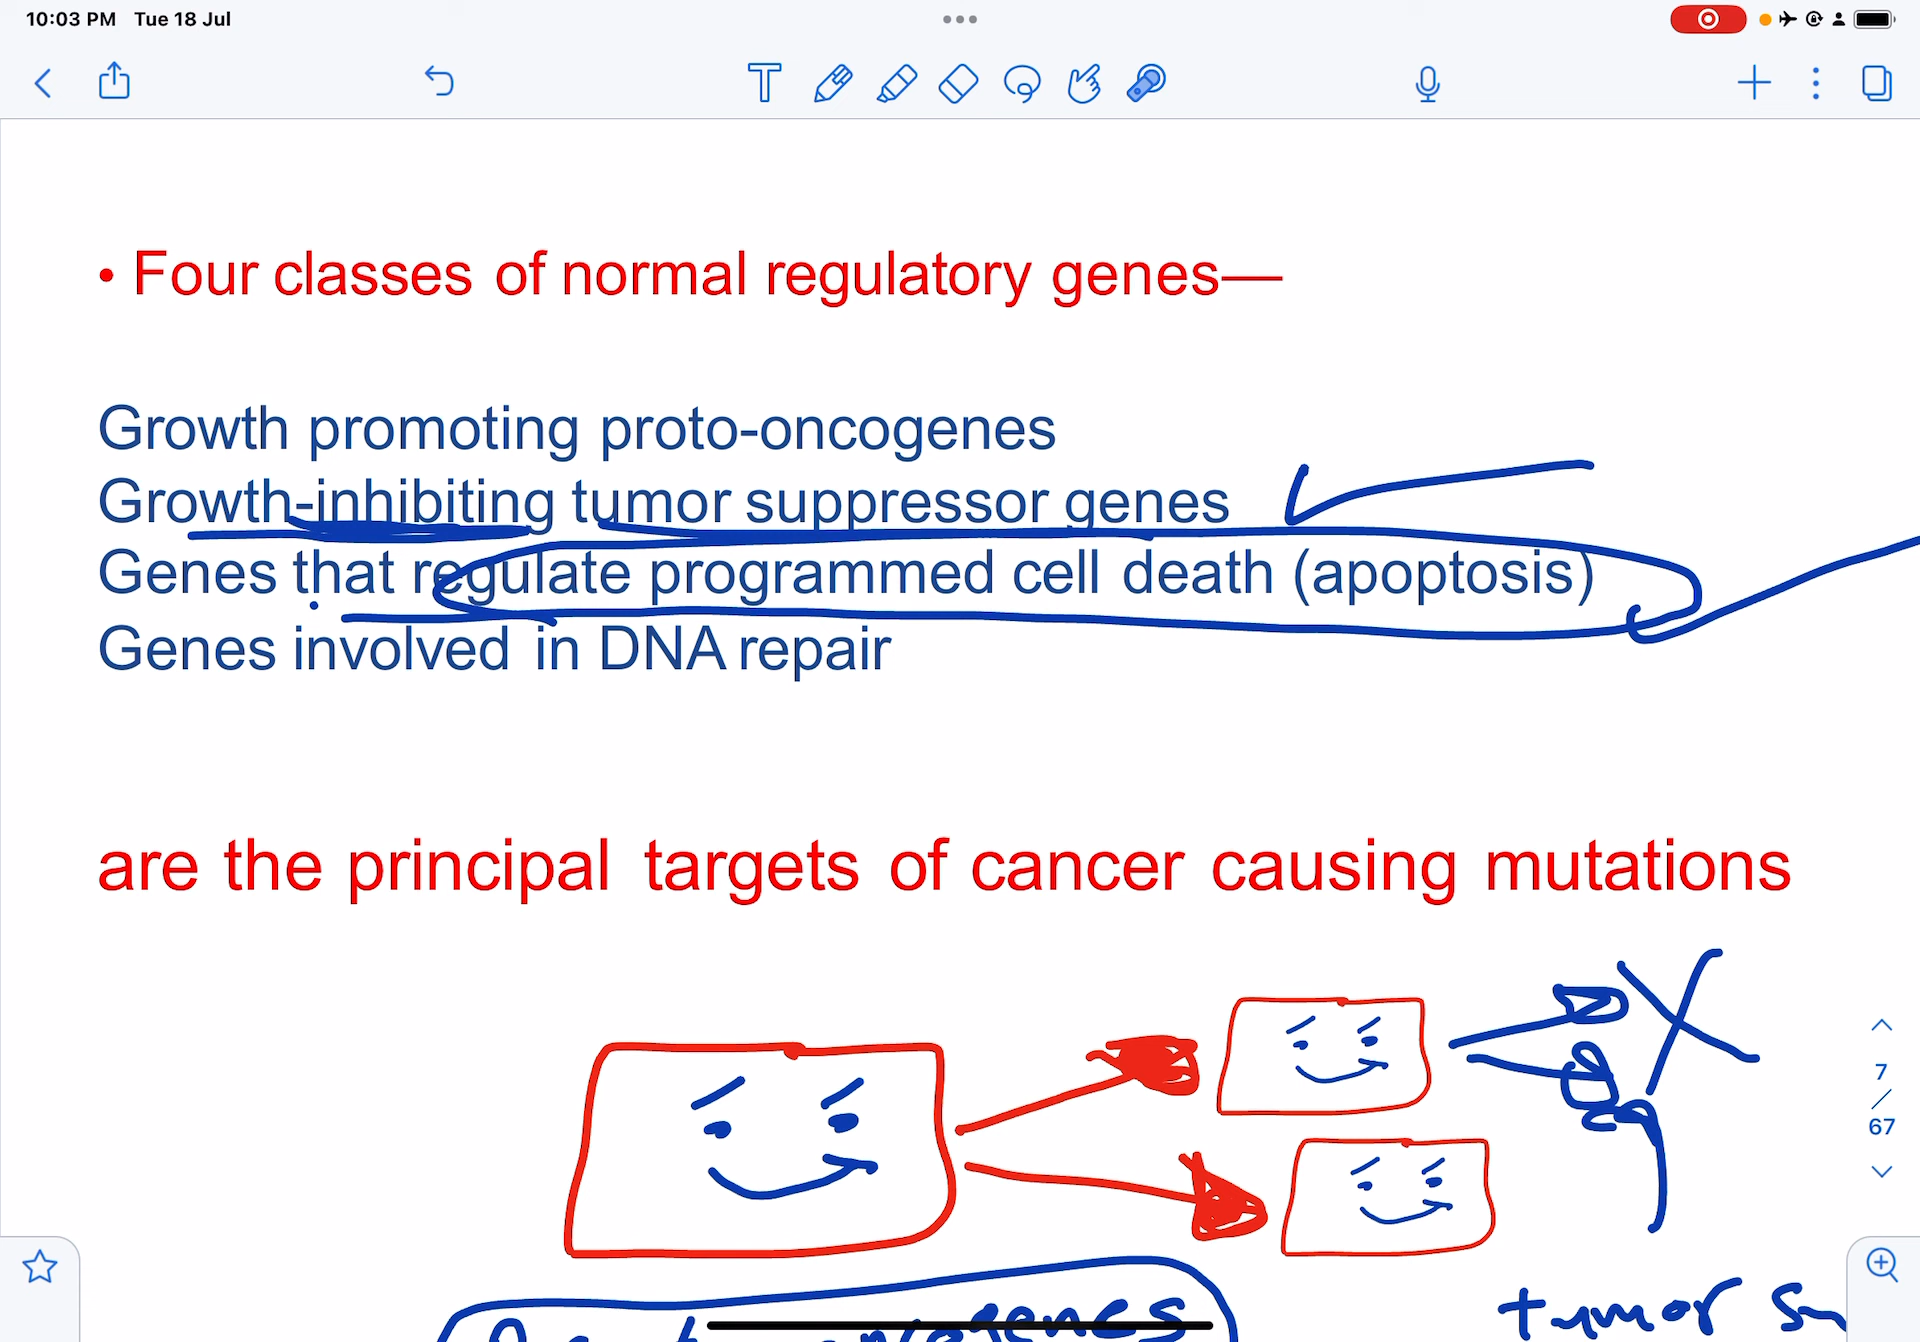 10:03 PM Tue 18 Jul
T
• Four classes of normal regulatory genes—
Growth promoting proto-oncogenes
Growth-inhibiting tumor suppressor genes
Genes that regulate programmed cell death (apoptosis)
Genes involved in DNA repair
are the principal targets of cancer causing mutations
7
/
67
tumor